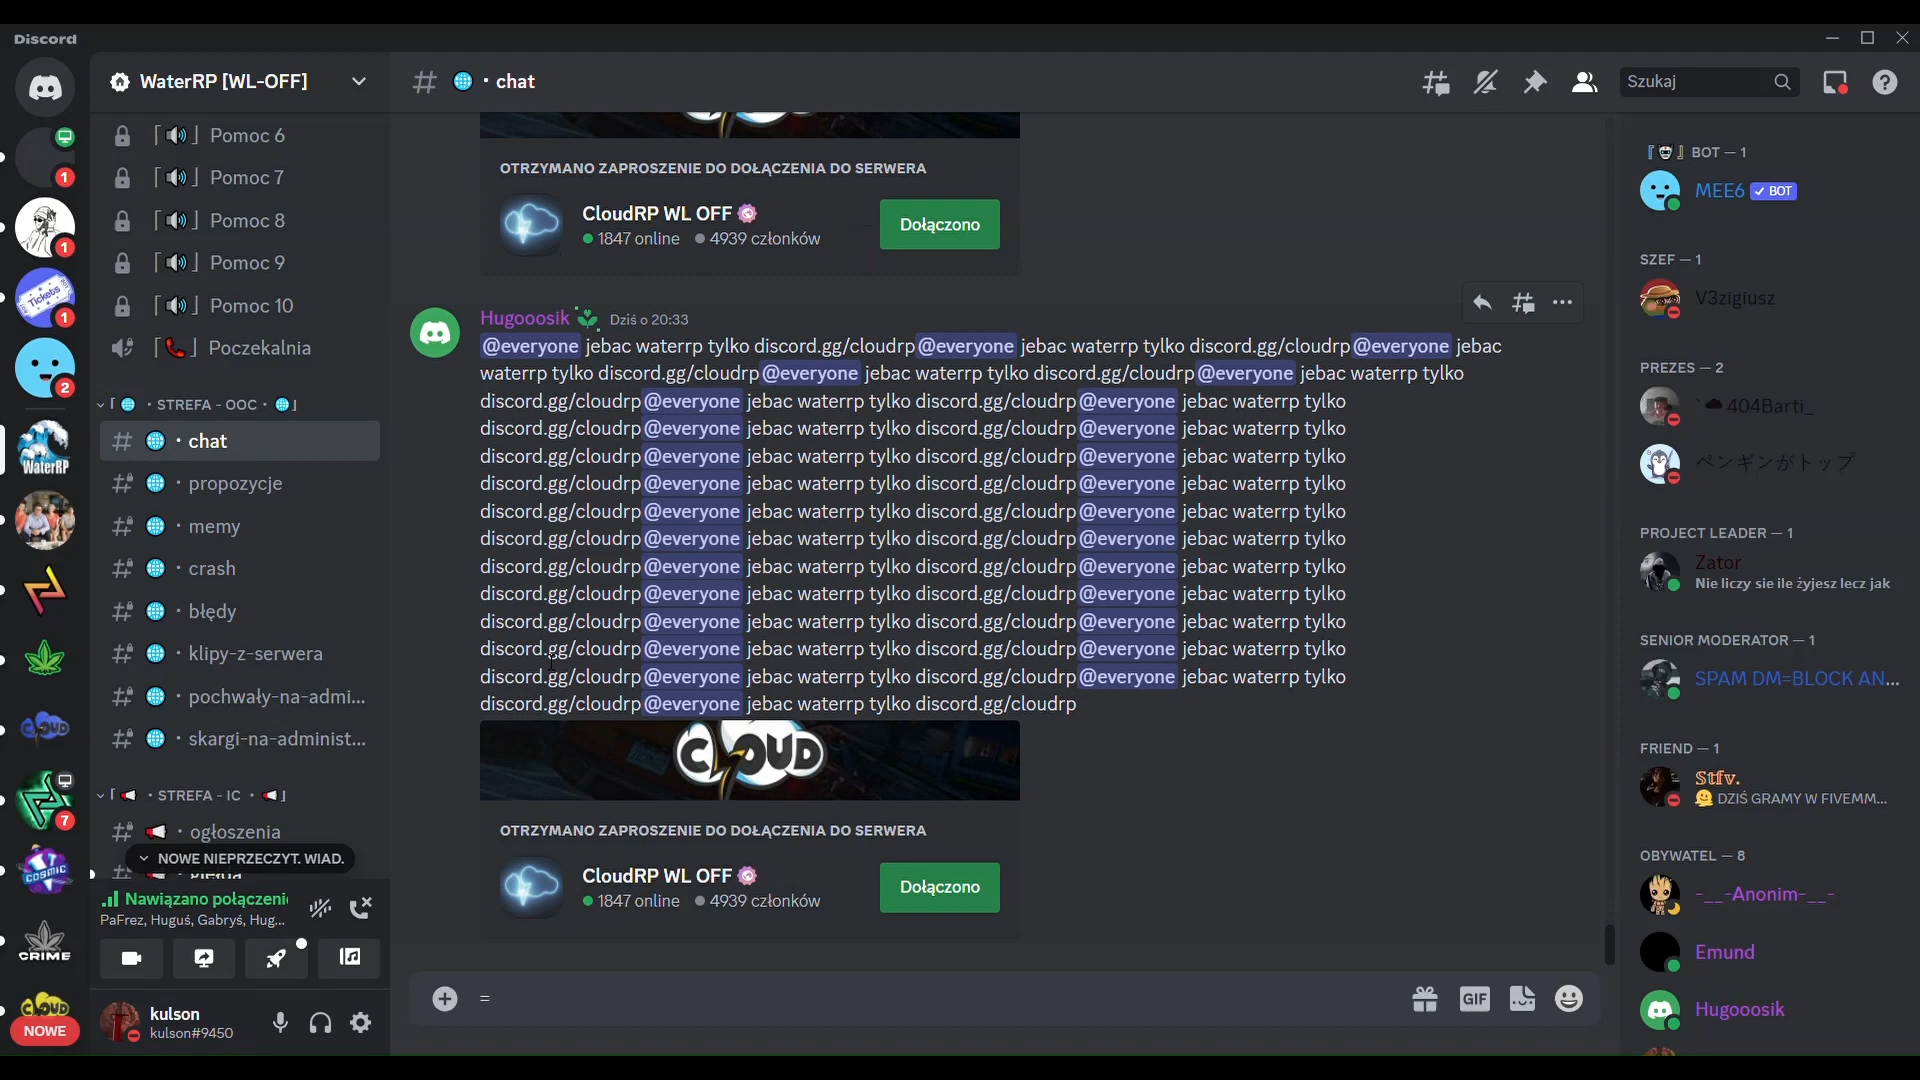 Discord
WaterRP [WL-OFF]
Pomoc 6
Pomoc 7
Pomoc 8
Pomoc 9
Pomoc 10
Poczekalnia
STREFA - OOC
chat
propozycje
memy
crash
błędy
klipy-z-serwera
pochwały-na-admi...
skargi-na-administ...
STREFA - IC
ogłoszenia
NOWE NIEPRZECZYT. WIAD.
Nawiązano połączeni
PaFrez, Huguś, Gabryś, Hug...
kulson
kulson#9450
1
1
Tickets
1
2
WaterRP
7
COSMIC
CRIME
CLOUD
NOWE
# • chat
Szukaj
OTRZYMANO ZAPROSZENIE DO DOŁĄCZENIA DO SERWERA
CloudRP WL OFF
1847 online 4939 członków
Dołączono
Hugooosik Dziś o 20:33
@everyone jebac waterrp tylko discord.gg/cloudrp@everyone jebac waterrp tylko discord.gg/cloudrp@everyone jebac
waterrp tylko discord.gg/cloudrp@everyone jebac waterrp tylko discord.gg/cloudrp@everyone jebac waterrp tylko
discord.gg/cloudrp@everyone jebac waterrp tylko discord.gg/cloudrp@everyone jebac waterrp tylko
discord.gg/cloudrp@everyone jebac waterrp tylko discord.gg/cloudrp@everyone jebac waterrp tylko
discord.gg/cloudrp@everyone jebac waterrp tylko discord.gg/cloudrp@everyone jebac waterrp tylko
discord.gg/cloudrp@everyone jebac waterrp tylko discord.gg/cloudrp@everyone jebac waterrp tylko
discord.gg/cloudrp@everyone jebac waterrp tylko discord.gg/cloudrp@everyone jebac waterrp tylko
discord.gg/cloudrp@everyone jebac waterrp tylko discord.gg/cloudrp@everyone jebac waterrp tylko
discord.gg/cloudrp@everyone jebac waterrp tylko discord.gg/cloudrp@everyone jebac waterrp tylko
discord.gg/cloudrp@everyone jebac waterrp tylko discord.gg/cloudrp@everyone jebac waterrp tylko
discord.gg/cloudrp@everyone jebac waterrp tylko discord.gg/cloudrp@everyone jebac waterrp tylko
discord.gg/cloudrp@everyone jebac waterrp tylko discord.gg/cloudrp@everyone jebac waterrp tylko
discord.gg/cloudrp@everyone jebac waterrp tylko discord.gg/cloudrp@everyone jebac waterrp tylko
discord.gg/cloudrp@everyone jebac waterrp tylko discord.gg/cloudrp
CLOUD
OTRZYMANO ZAPROSZENIE DO DOŁĄCZENIA DO SERWERA
CloudRP WL OFF
1847 online 4939 członków
Dołączono
=
GIF
BOT — 1
MEE6 ✓ BOT
SZEF — 1
V3zigiusz
PREZES — 2
404Barti_
ペンギンがトップ
PROJECT LEADER — 1
Zator
Nie liczy sie ile żyjesz lecz jak
SENIOR MODERATOR — 1
SPAM DM=BLOCK AN...
FRIEND — 1
Stfv.
DZIŚ GRAMY W FIVEMM...
OBYWATEL — 8
-__-Anonim-__-
Emund
Hugooosik